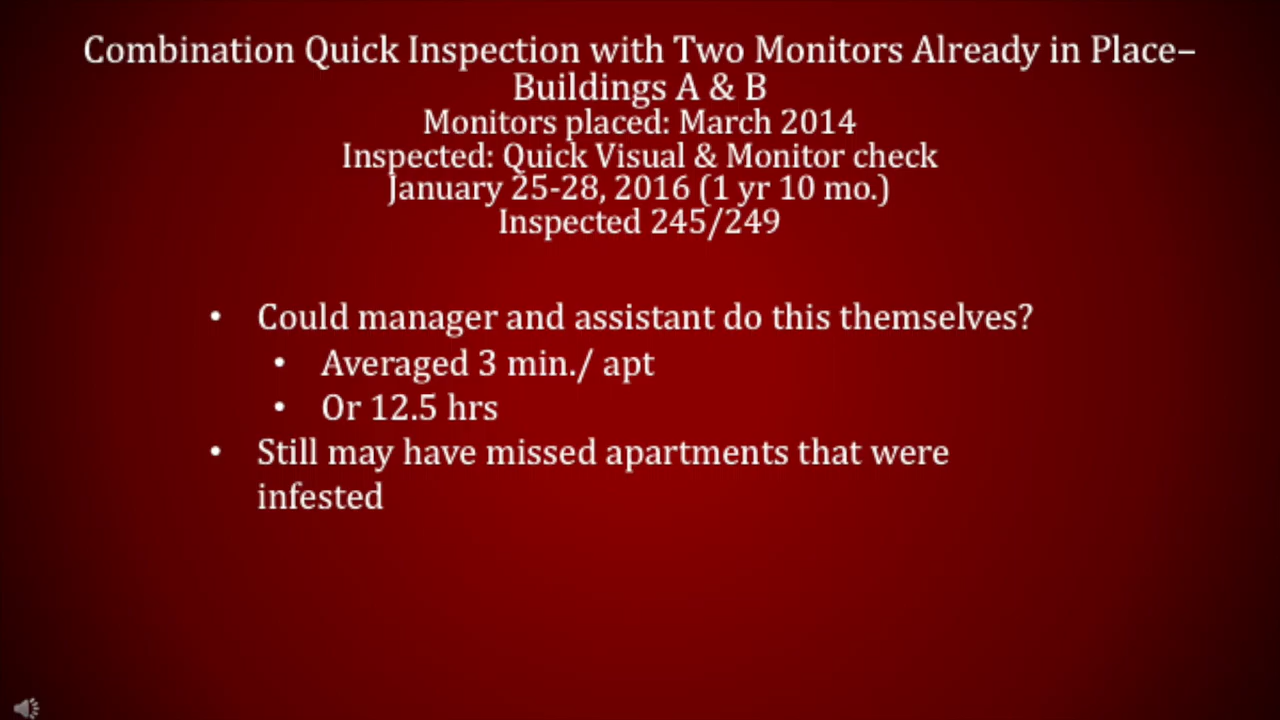 Combination Quick Inspection with Two Monitors Already in Place–
Buildings A & B
Monitors placed: March 2014
Inspected: Quick Visual & Monitor check
January 25-28, 2016 (1 yr 10 mo.)
Inspected 245/249
• Could manager and assistant do this themselves?
• Averaged 3 min./ apt
• Or 12.5 hrs
• Still may have missed apartments that were
infested